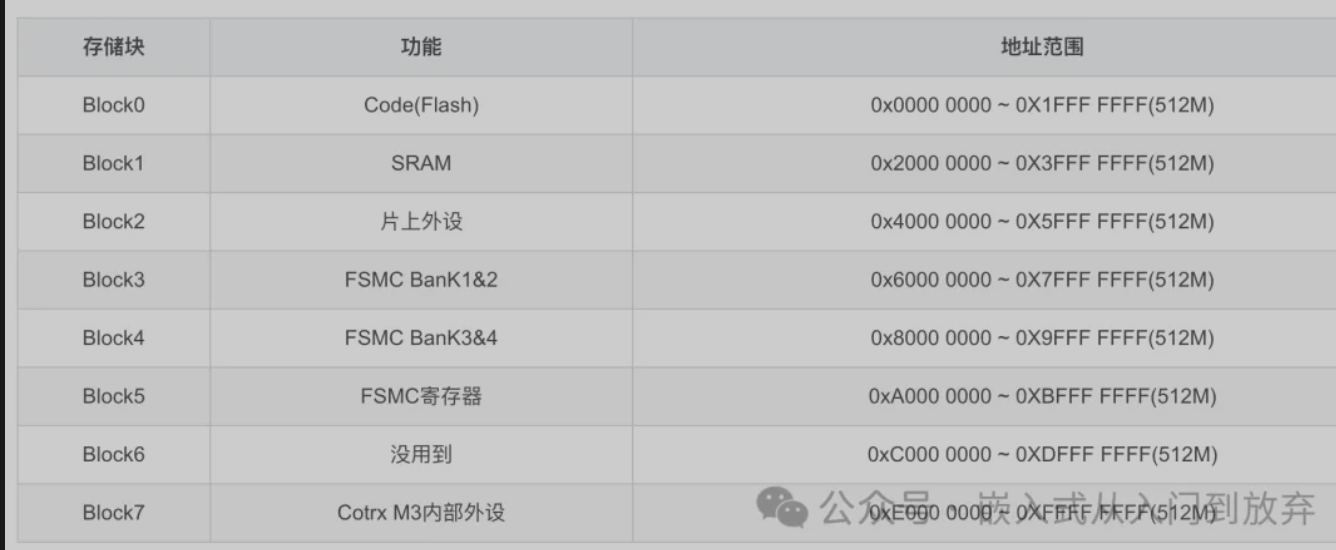 存储块 功能 地址范围
Block0 Code(Flash) 0x0000 0000 ~ 0X1FFF FFFF(512M)
Block1 SRAM 0x2000 0000 ~ 0X3FFF FFFF(512M)
Block2 片上外设 0x4000 0000 ~ 0X5FFF FFFF(512M)
Block3 FSMC BanK1&2 0x6000 0000 ~ 0X7FFF FFFF(512M)
Block4 FSMC BanK3&4 0x8000 0000 ~ 0X9FFF FFFF(512M)
Block5 FSMC寄存器 0xA000 0000 ~ 0XBFFF FFFF(512M)
Block6 没用到 0xC000 0000 ~ 0XDFFF FFFF(512M)
Block7 Cotrx M3内部外设 0xE000 0000 ~ 0XFFFF FFFF(512M)
公众号 · 嵌入式从入门到放弃